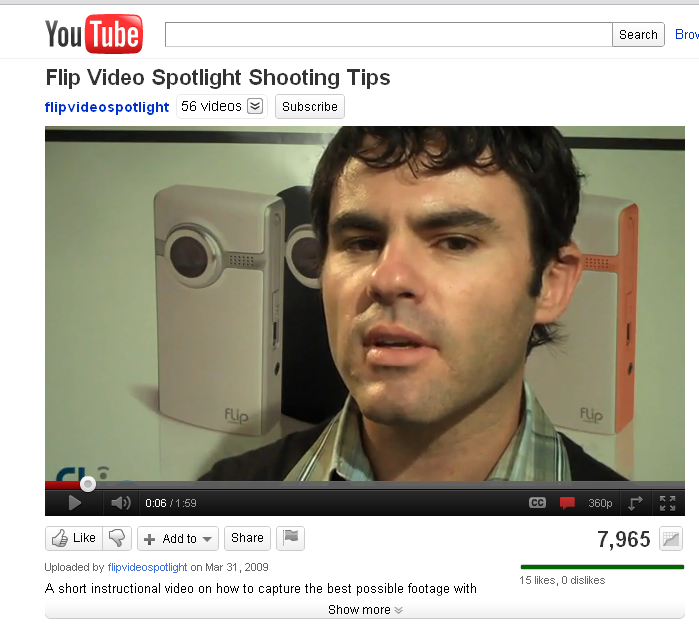 YouTube
Search
Brow
Flip Video Spotlight Shooting Tips
flipvideospotlight 56 videos Subscribe
flip
flip
0:06 / 1:59 CC 360p
Like Add to Share 7,965
Uploaded by flipvideospotlight on Mar 31, 2009
15 likes, 0 dislikes
A short instructional video on how to capture the best possible footage with
Show more